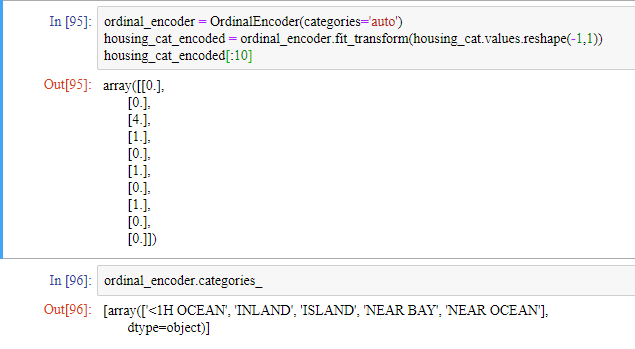 In [95]: ordinal_encoder = OrdinalEncoder(categories='auto')
housing_cat_encoded = ordinal_encoder.fit_transform(housing_cat.values.reshape(-1,1))
housing_cat_encoded[:10]
Out[95]: array([[0.],
[0.],
[4.],
[1.],
[0.],
[1.],
[0.],
[1.],
[0.],
[0.]])
In [96]: ordinal_encoder.categories_
Out[96]: [array(['<1H OCEAN', 'INLAND', 'ISLAND', 'NEAR BAY', 'NEAR OCEAN'],
dtype=object)]